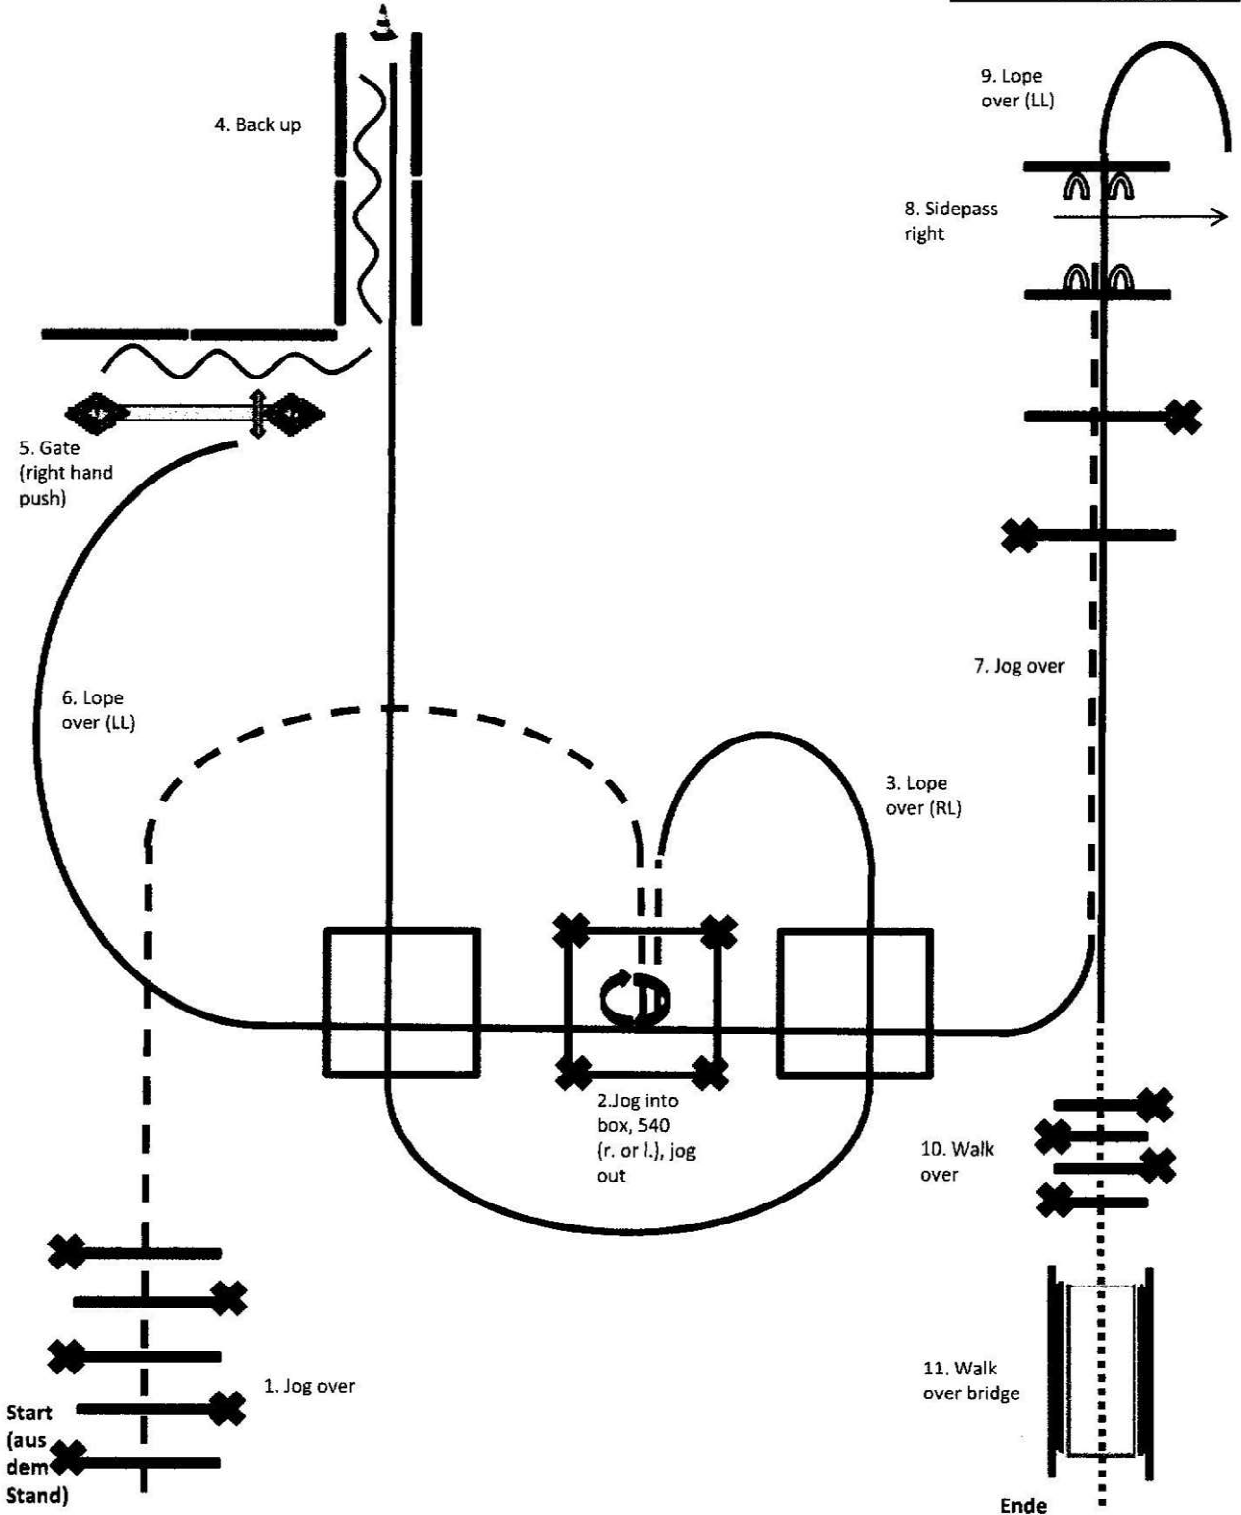 9. Lope
over (LL)
4. Back up
8. Sidepass
right
5. Gate
(right hand
push)
7. Jog over
6. Lope
over (LL)
3. Lope
over (RL)
2.Jog into
box, 540
(r. or l.), jog
out
10. Walk
over
1. Jog over
11. Walk
over bridge
Start
(aus
dem
Stand)
Ende